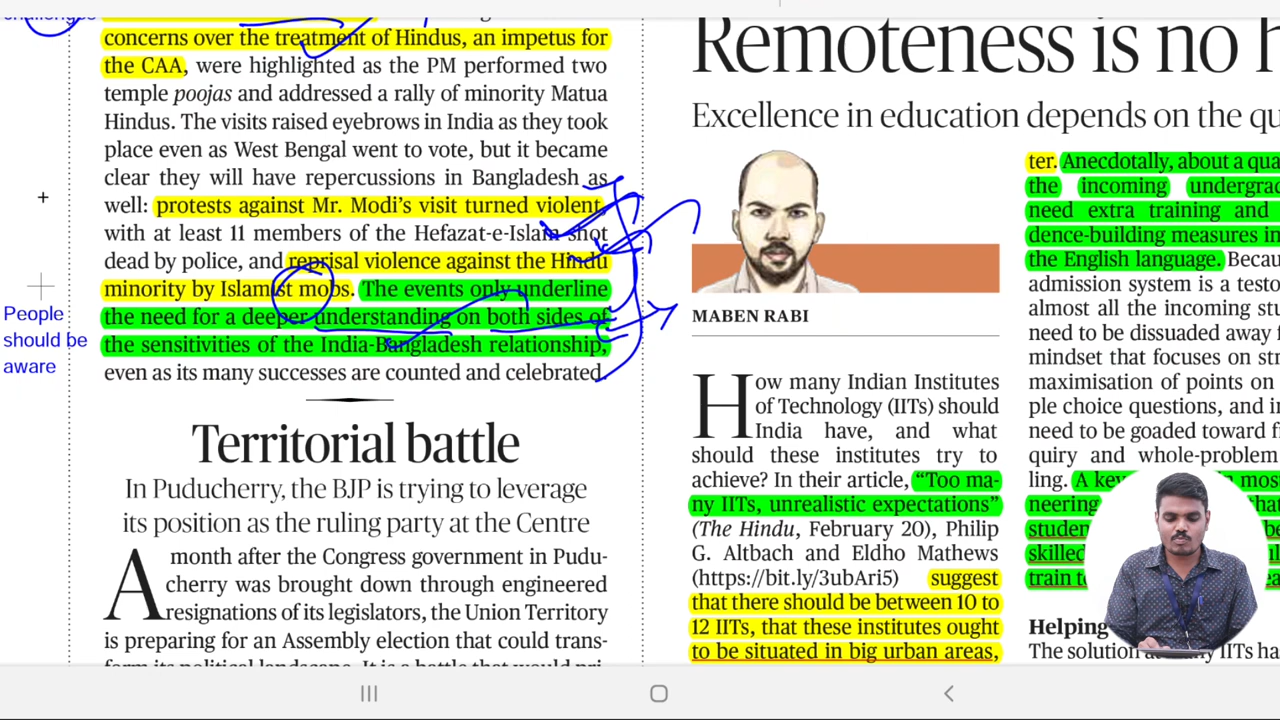 concerns over the treatment of Hindus, an impetus for
the CAA, were highlighted as the PM performed two
temple poojas and addressed a rally of minority Matua
Hindus. The visits raised eyebrows in India as they took
place even as West Bengal went to vote, but it became
clear they will have repercussions in Bangladesh as
well: protests against Mr. Modi's visit turned violent,
with at least 11 members of the Hefazat-e-Islam shot
dead by police, and reprisal violence against the Hindu
minority by Islamist mobs. The events only underline
the need for a deeper understanding on both sides of
the sensitivities of the India-Bangladesh relationship,
even as its many successes are counted and celebrated.
People
should be
aware
Territorial battle
In Puducherry, the BJP is trying to leverage
its position as the ruling party at the Centre
A month after the Congress government in Pudu-
cherry was brought down through engineered
resignations of its legislators, the Union Territory
is preparing for an Assembly election that could trans-
Remoteness is no
Excellence in education depends on the
MABEN RABI
How many Indian Institutes
of Technology (IITs) should
India have, and what
should these institutes try to
achieve? In their article, “Too ma-
ny IITs, unrealistic expectations”
(The Hindu, February 20), Philip
G. Altbach and Eldho Mathews
(https://bit.ly/3ubAri5) suggest
that there should be between 10 to
12 IITs, that these institutes ought
to be situated in big urban areas,
ter. Anecdotally, about a
the incoming
need extra training and
dence-building measures in
the English language.
admission system is a
almost all the incoming
need to be dissuaded away
mindset that focuses on
maximisation of points on
ple choice questions, and
need to be goaded toward
quiry and whole-problem
ling. A
neering
skilled
train
Helping
The solution IITs